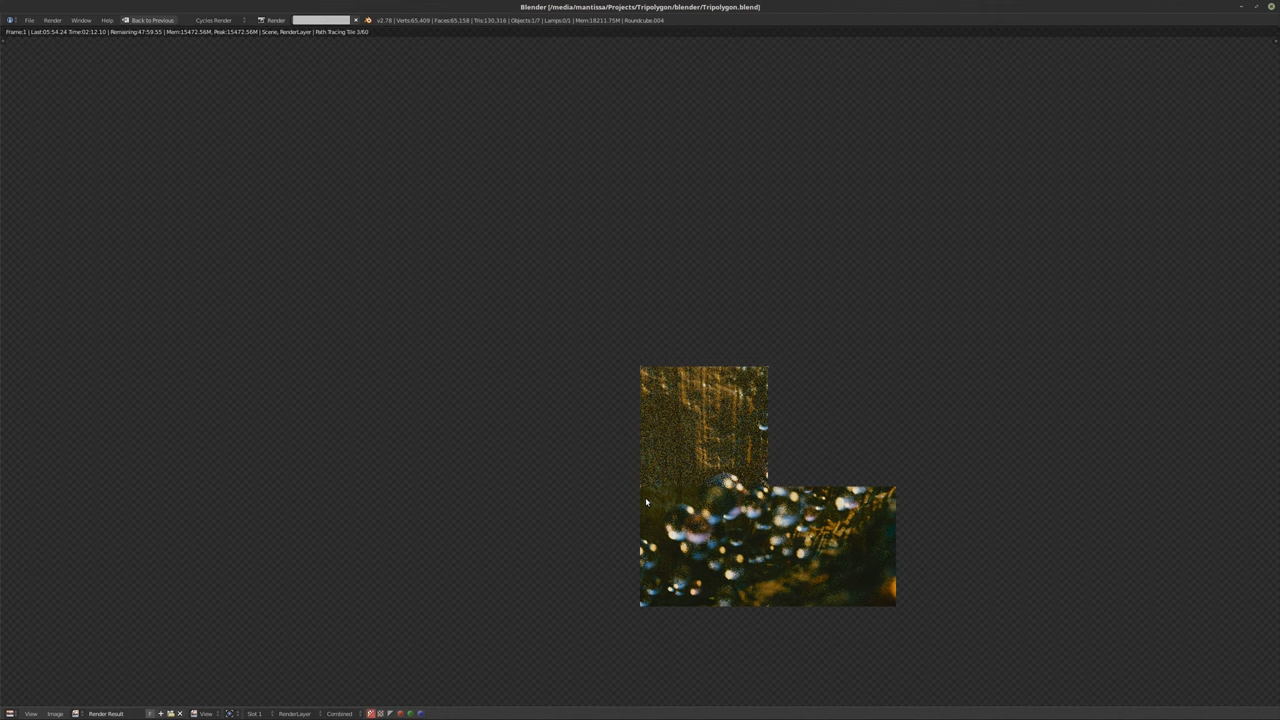 Blender [/media/mantissa/Projects/Tripolygon/blender/Tripolygon.blend]
File Render Window Help Back to Previous Cycles Render Render v2.78 | Verts:65,409 | Faces:65,158 | Tris:130,316 | Objects:1/7 | Lamps:0/1 | Mem:18211.75M | Roundcube.004
Frame:1 | Last:05:54.24 Time:02:12.10 | Remaining:47:59.55 | Mem:15472.56M, Peak:15472.56M | Scene, RenderLayer | Path Tracing Tile 3/60
View Image Render Result F View Slot 1 RenderLayer Combined